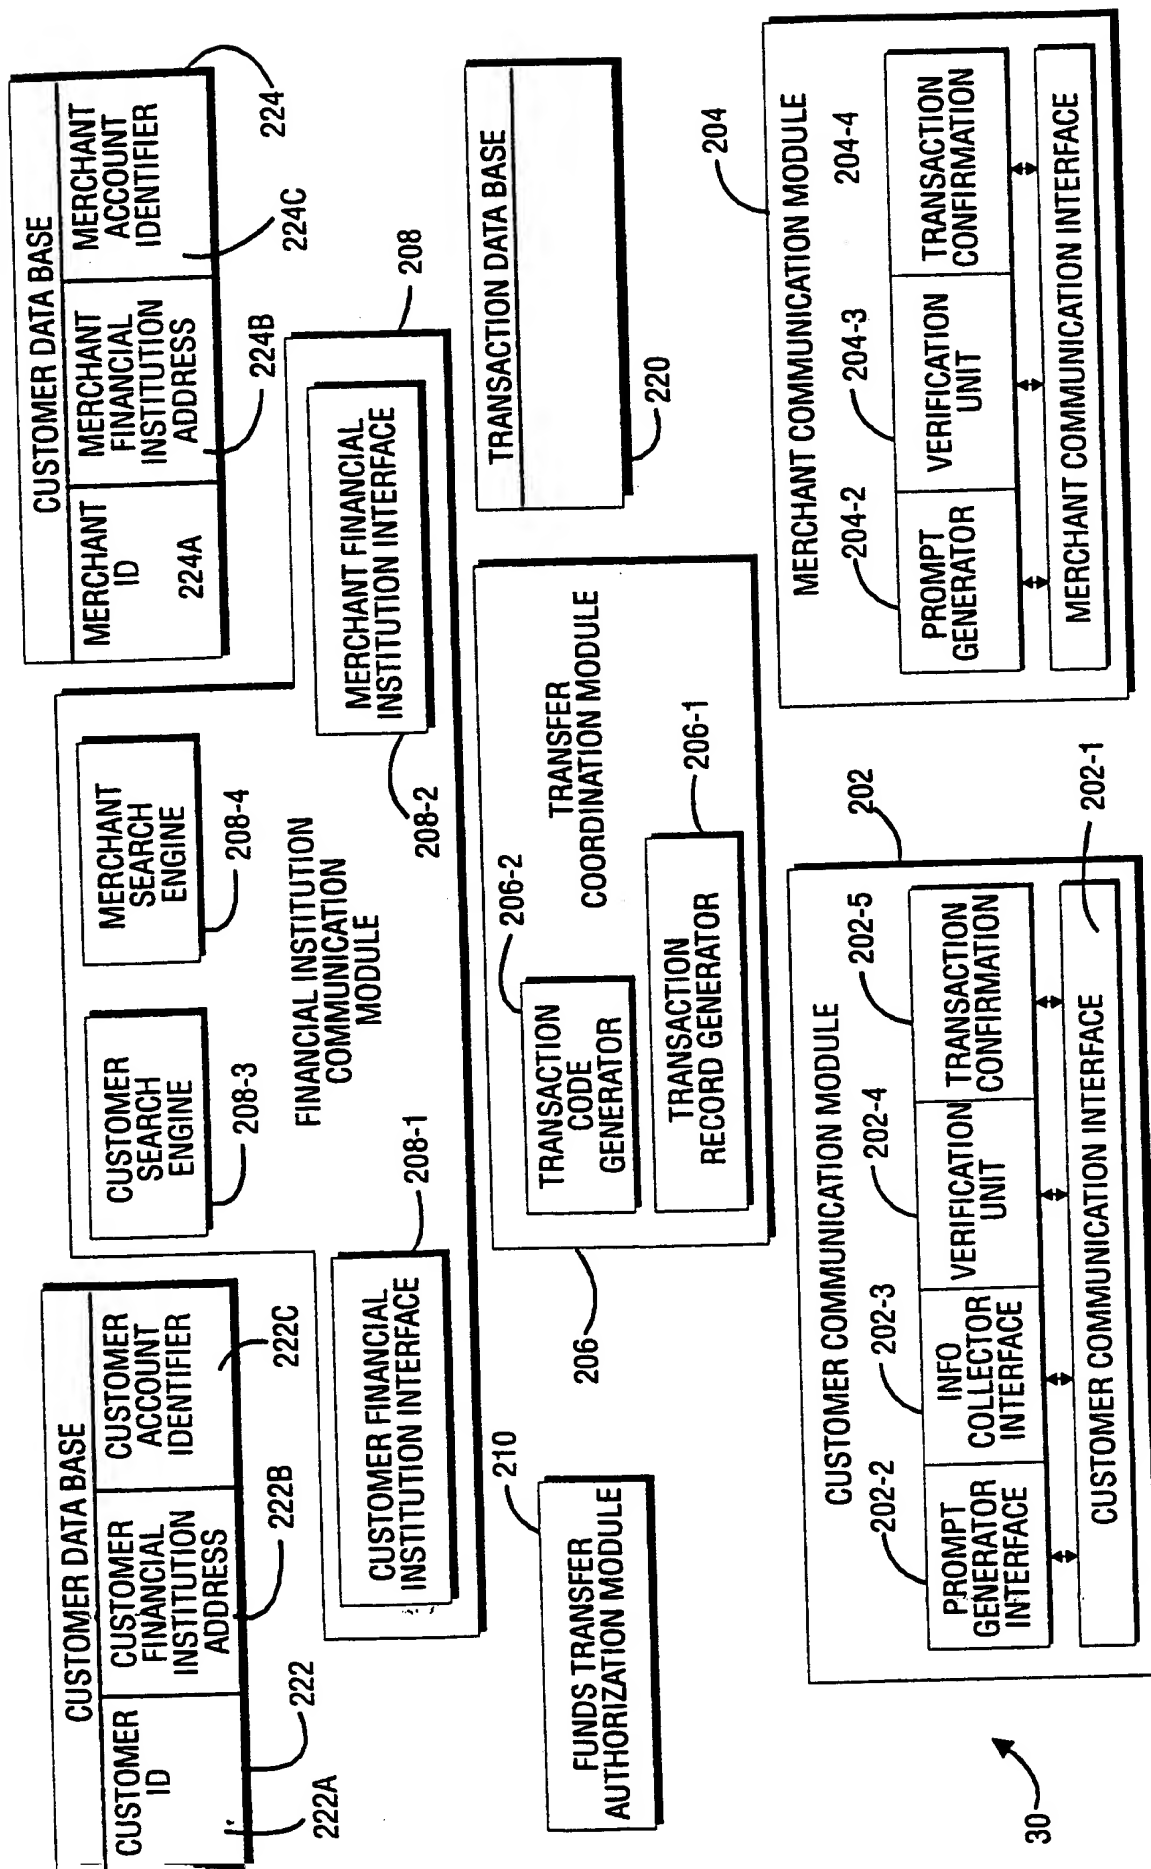 CUSTOMER DATA BASE
CUSTOMER
ID
CUSTOMER
FINANCIAL
INSTITUTION
ADDRESS
CUSTOMER
ACCOUNT
IDENTIFIER
222A
222
222B
222C
CUSTOMER
SEARCH
ENGINE
208-3
MERCHANT
SEARCH
ENGINE
208-4
FINANCIAL INSTITUTION
COMMUNICATION
MODULE
CUSTOMER FINANCIAL
INSTITUTION INTERFACE
208-1
MERCHANT FINANCIAL
INSTITUTION INTERFACE
208-2
208
CUSTOMER DATA BASE
MERCHANT
ID
224A
MERCHANT
FINANCIAL
INSTITUTION
ADDRESS
224B
MERCHANT
ACCOUNT
IDENTIFIER
224C
224
210
FUNDS TRANSFER
AUTHORIZATION MODULE
206
206-2
TRANSACTION
CODE
GENERATOR
TRANSFER
COORDINATION MODULE
TRANSACTION
RECORD GENERATOR
206-1
TRANSACTION DATA BASE
220
30
CUSTOMER COMMUNICATION MODULE
202
202-2
202-3
202-4
202-5
PROMPT
GENERATOR
INTERFACE
INFO
COLLECTOR
INTERFACE
VERIFICATION
UNIT
TRANSACTION
CONFIRMATION
CUSTOMER COMMUNICATION INTERFACE
202-1
MERCHANT COMMUNICATION MODULE
204
204-2
204-3
204-4
PROMPT
GENERATOR
VERIFICATION
UNIT
TRANSACTION
CONFIRMATION
MERCHANT COMMUNICATION INTERFACE